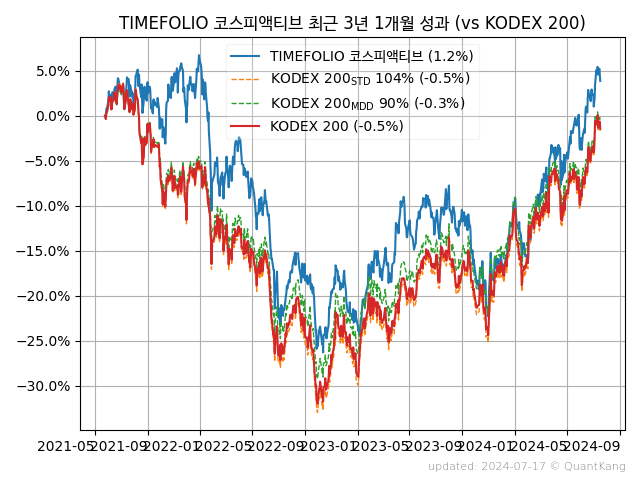 TIMEFOLIO 코스피액티브 최근 3년 1개월 성과 (vs KODEX 200)
TIMEFOLIO 코스피액티브 (1.2%)
KODEX 200STD 104% (-0.5%)
KODEX 200MDD 90% (-0.3%)
KODEX 200 (-0.5%)
5.0%
0.0%
−5.0%
−10.0%
−15.0%
−20.0%
−25.0%
−30.0%
2021-05 2021-09 2022-01 2022-05 2022-09 2023-01 2023-05 2023-09 2024-01 2024-05 2024-09
updated: 2024-07-17 © QuantKang